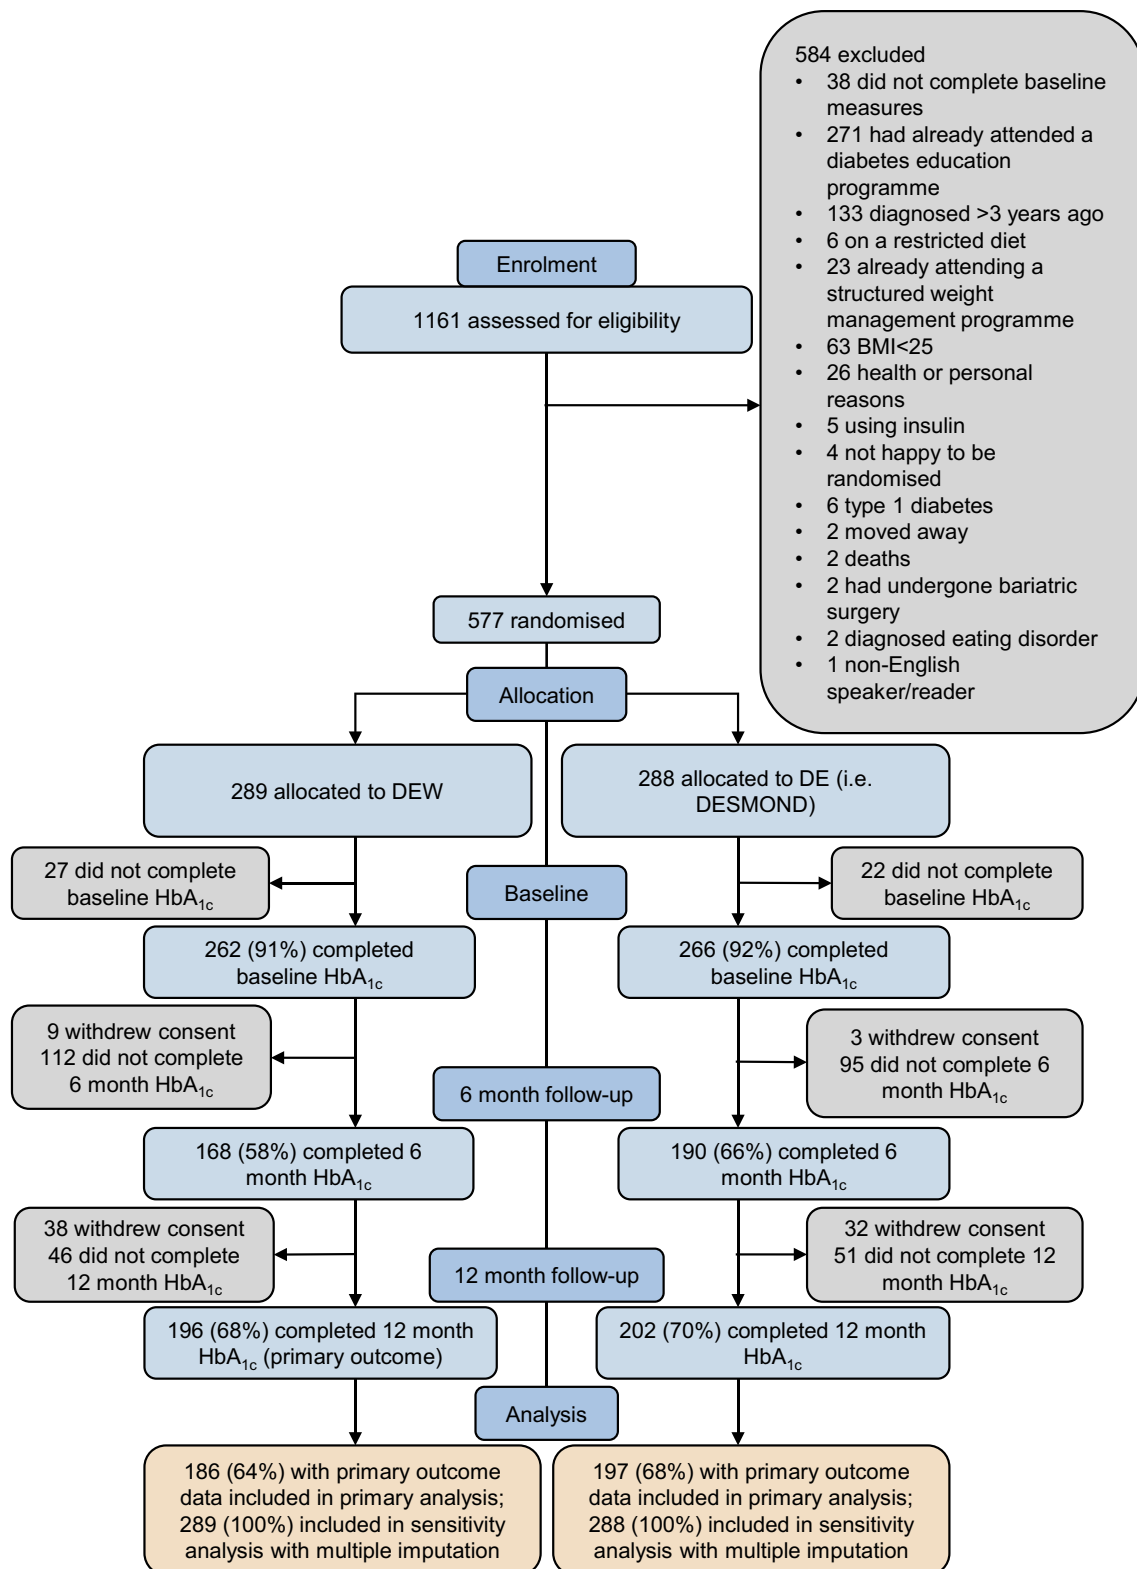 584 excluded
• 38 did not complete baseline
measures
• 271 had already attended a
diabetes education
programme
• 133 diagnosed >3 years ago
• 6 on a restricted diet
• 23 already attending a
structured weight
management programme
• 63 BMI<25
• 26 health or personal
reasons
• 5 using insulin
• 4 not happy to be
randomised
• 6 type 1 diabetes
• 2 moved away
• 2 deaths
• 2 had undergone bariatric
surgery
• 2 diagnosed eating disorder
• 1 non-English
speaker/reader
Enrolment
1161 assessed for eligibility
577 randomised
Allocation
289 allocated to DEW
288 allocated to DE (i.e.
DESMOND)
27 did not complete
baseline HbA1c
Baseline
22 did not complete
baseline HbA1c
262 (91%) completed
baseline HbA1c
266 (92%) completed
baseline HbA1c
9 withdrew consent
112 did not complete
6 month HbA1c
3 withdrew consent
95 did not complete 6
month HbA1c
6 month follow-up
168 (58%) completed 6
month HbA1c
190 (66%) completed 6
month HbA1c
38 withdrew consent
46 did not complete
12 month HbA1c
12 month follow-up
32 withdrew consent
51 did not complete 12
month HbA1c
196 (68%) completed 12 month
HbA1c (primary outcome)
202 (70%) completed 12 month
HbA1c
Analysis
186 (64%) with primary outcome
data included in primary analysis;
289 (100%) included in sensitivity
analysis with multiple imputation
197 (68%) with primary outcome
data included in primary analysis;
288 (100%) included in sensitivity
analysis with multiple imputation